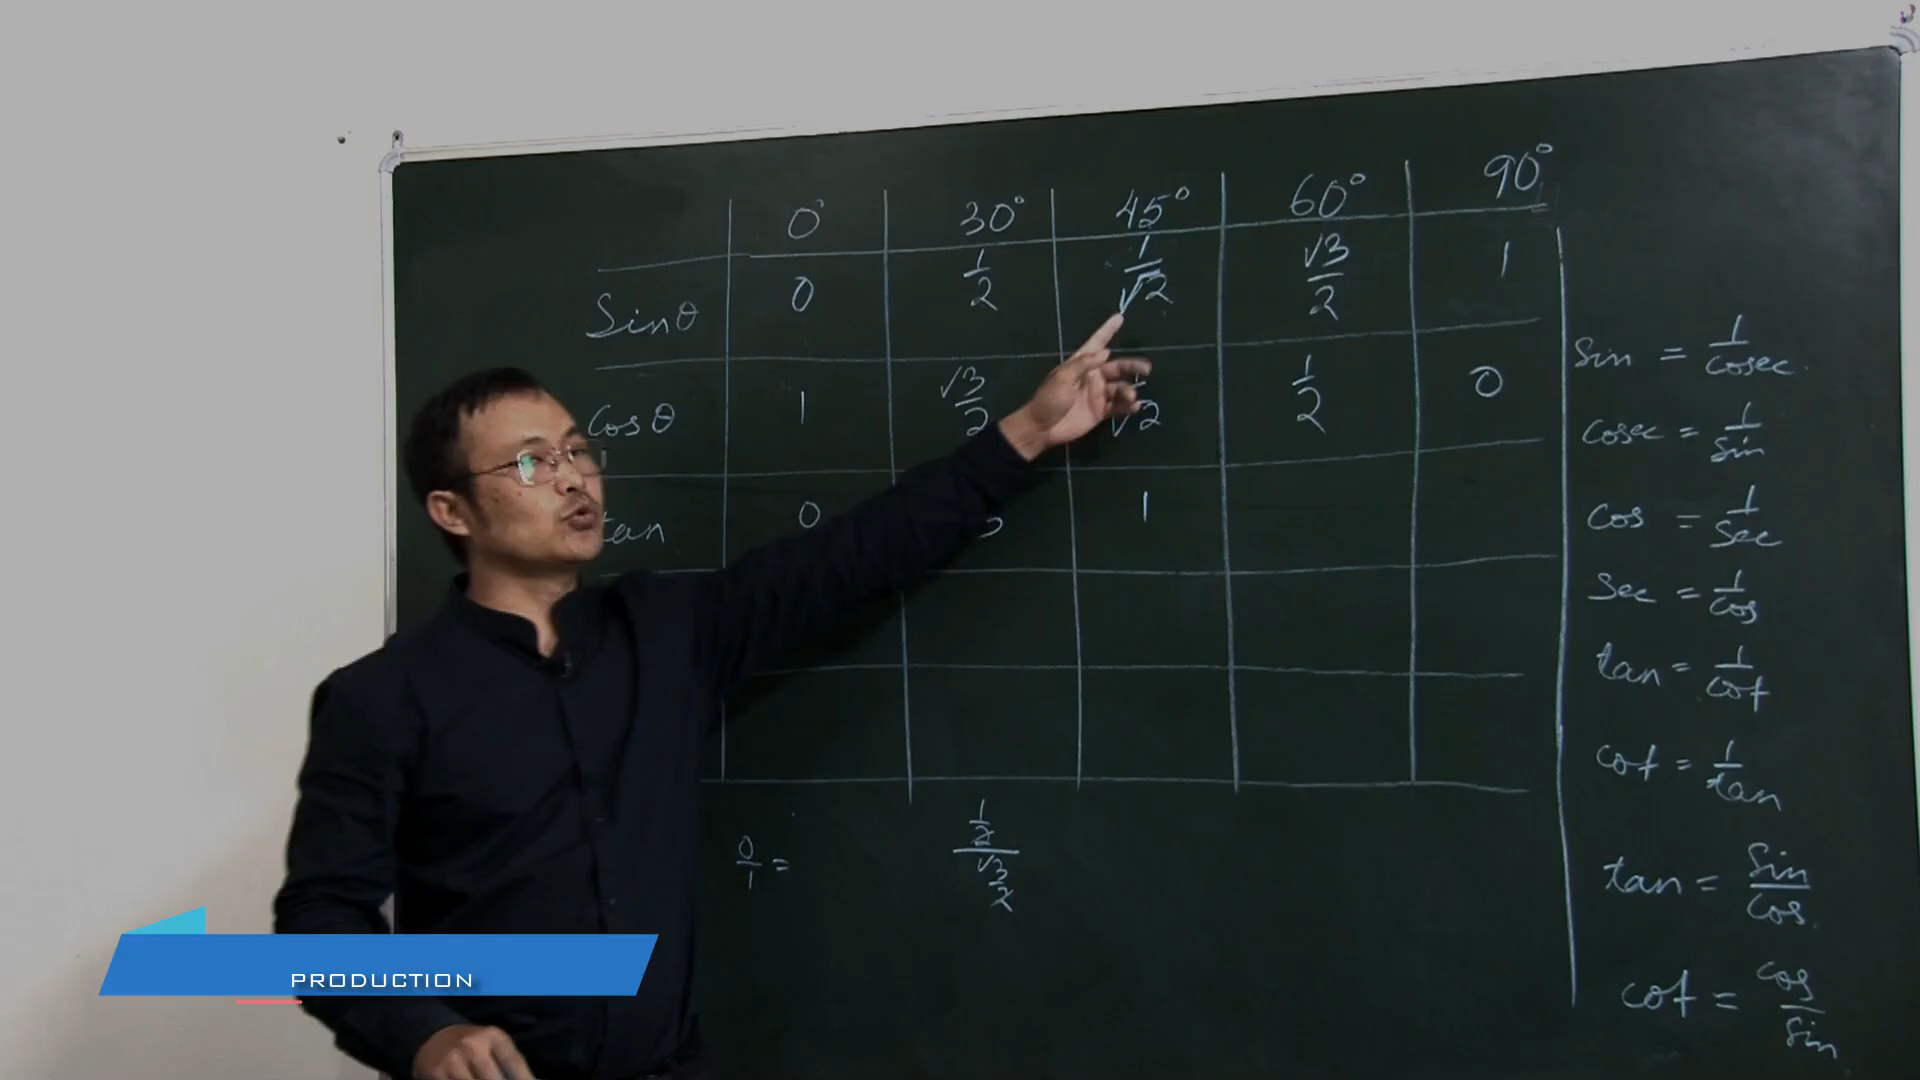 0° 30° 45° 60° 90°
Sinθ 0 1/2 1/√2 √3/2 1
Cosθ 1 √3/2 √2 1/2 0
tan 0 1
0/1 =
1/2 / √3/2
Sin = 1/Cosec.
Cosec = 1/Sin
Cos = 1/Sec
Sec = 1/Cos
tan = 1/Cot
Cot = 1/tan
tan = Sin/Cos.
Cot = Cos/Sin
PRODUCTION